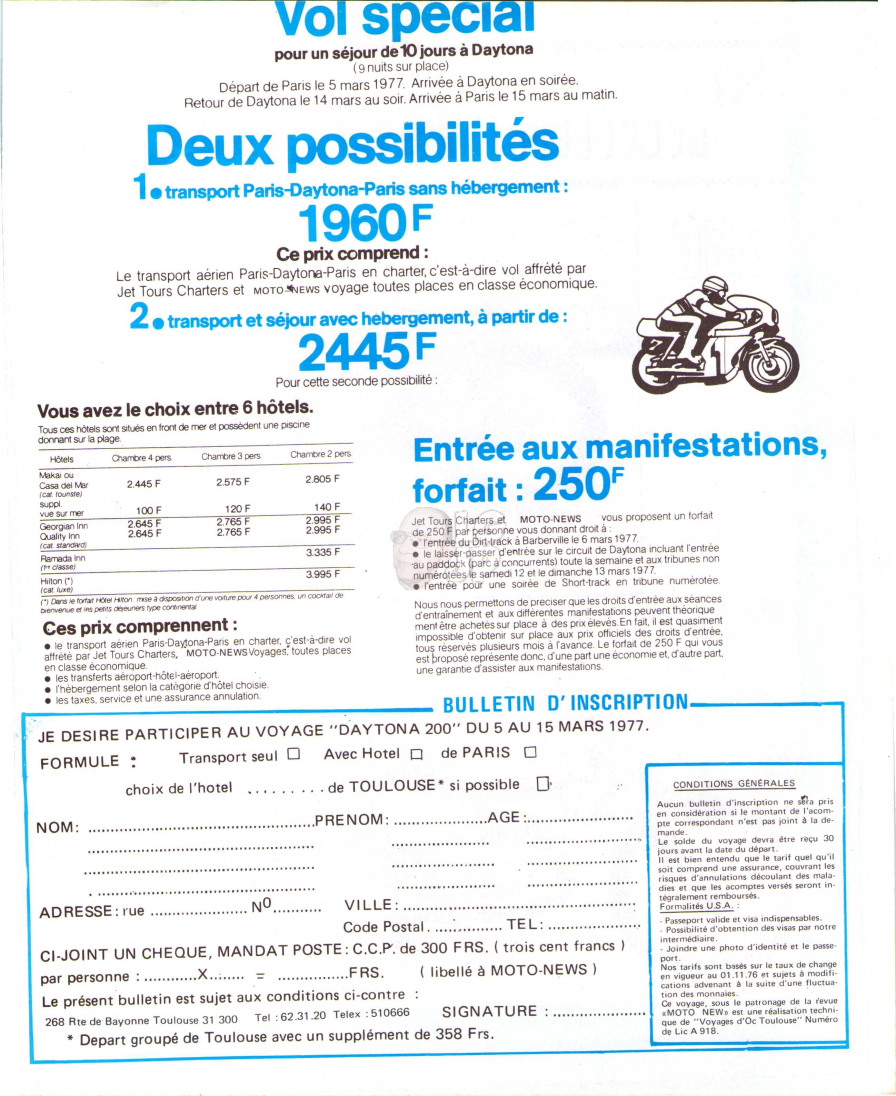 Vol spécial
pour un séjour de 10 jours à Daytona
(9 nuits sur place)
Départ de Paris le 5 mars 1977. Arrivée à Daytona en soirée.
Retour de Daytona le 14 mars au soir. Arrivée à Paris le 15 mars au matin.
Deux possibilités
1 ● transport Paris-Daytona-Paris sans hébergement :
1960 F
Ce prix comprend :
Le transport aérien Paris-Daytona-Paris en charter, c'est-à-dire vol affrété par
Jet Tours Charters et MOTO-NEWS voyage toutes places en classe économique.
2 ● transport et séjour avec hébergement, à partir de :
2445 F
Pour cette seconde possibilité :
Vous avez le choix entre 6 hôtels.
Tous ces hôtels sont situés en front de mer et possèdent une piscine
donnant sur la plage.
Hôtels Chambre 4 pers. Chambre 3 pers. Chambre 2 pers.
Makai ou
Casa del Mar 2.445 F 2.575 F 2.805 F
(cat. touriste)
suppl.
vue sur mer 100 F 120 F 140 F
Georgian Inn 2.645 F 2.765 F 2.995 F
Quality Inn 2.645 F 2.765 F 2.995 F
(cat. standard)
Ramada Inn 3.335 F
(1re classe)
Hilton (*) 3.995 F
(cat. luxe)
(*) Dans le forfait Hôtel Hilton : mise à disposition d'une voiture pour 4 personnes, un cocktail de
bienvenue et les petits déjeuners type continental.
Ces prix comprennent :
● le transport aérien Paris-Daytona-Paris en charter, c'est-à-dire vol
affrété par Jet Tours Charters, MOTO-NEWS Voyages, toutes places
en classe économique.
● les transferts aéroport-hôtel-aéroport.
● l'hébergement selon la catégorie d'hôtel choisie.
● les taxes, service et une assurance annulation.
Entrée aux manifestations,
forfait : 250F
Jet Tours Charters et MOTO-NEWS vous proposent un forfait
de 250 F par personne vous donnant droit à :
● l'entrée du Dirt-track à Barberville le 6 mars 1977.
● le laisser-passer d'entrée sur le circuit de Daytona incluant l'entrée
au paddock (parc à concurrents) toute la semaine et aux tribunes non
numérotées le samedi 12 et le dimanche 13 mars 1977.
● l'entrée pour une soirée de Short-track en tribune numérotée.
Nous nous permettons de preciser que les droits d'entrée aux séances
d'entraînement et aux différentes manifestations peuvent théorique
ment être achetés sur place à des prix élevés. En fait, il est quasiment
impossible d'obtenir sur place aux prix officiels des droits d'entrée,
tous réservés plusieurs mois à l'avance. Le forfait de 250 F qui vous
est proposé représente donc, d'une part une économie et, d'autre part,
une garantie d'assister aux manifestations.
BULLETIN D'INSCRIPTION
JE DESIRE PARTICIPER AU VOYAGE "DAYTONA 200" DU 5 AU 15 MARS 1977.
FORMULE : Transport seul □ Avec Hotel □ de PARIS □
choix de l'hotel ......... de TOULOUSE* si possible □
NOM: ............ PRENOM: ............ AGE: ............
............ ............ ............
............ ............ ............
............ ............ ............
ADRESSE: rue ............ No ............ VILLE: ............
Code Postal ............ TEL: ............
CI-JOINT UN CHEQUE, MANDAT POSTE: C.C.P. de 300 FRS. ( trois cent francs )
par personne : ............X........ = ................FRS. ( libellé à MOTO-NEWS )
Le présent bulletin est sujet aux conditions ci-contre :
268 Rte de Bayonne Toulouse 31 300 Tel : 62.31.20 Telex : 510666 SIGNATURE : ............
* Depart groupé de Toulouse avec un supplément de 358 Frs.
CONDITIONS GÉNÉRALES
Aucun bulletin d'inscription ne sera pris
en considération si le montant de l'acom-
pte correspondant n'est pas joint à la de-
mande.
Le solde du voyage devra être reçu 30
jours avant la date du départ.
Il est bien entendu que le tarif quel qu'il
soit comprend une assurance, couvrant les
risques d'annulations découlant des mala-
dies et que les acomptes versés seront in-
tégralement remboursés.
Formalités U.S.A. :
- Passeport valide et visa indispensables.
- Possibilité d'obtention des visas par notre
intermédiaire.
- Joindre une photo d'identité et le passe-
port.
Nos tarifs sont basés sur le taux de change
en vigueur au 01.11.76 et sujets à modifi-
cations advenant à la suite d'une fluctua-
tion des monnaies.
Ce voyage, sous le patronage de la revue
«MOTO NEW» est une réalisation techni-
que de "Voyages d'Oc Toulouse" Numéro
de Lic A 918.